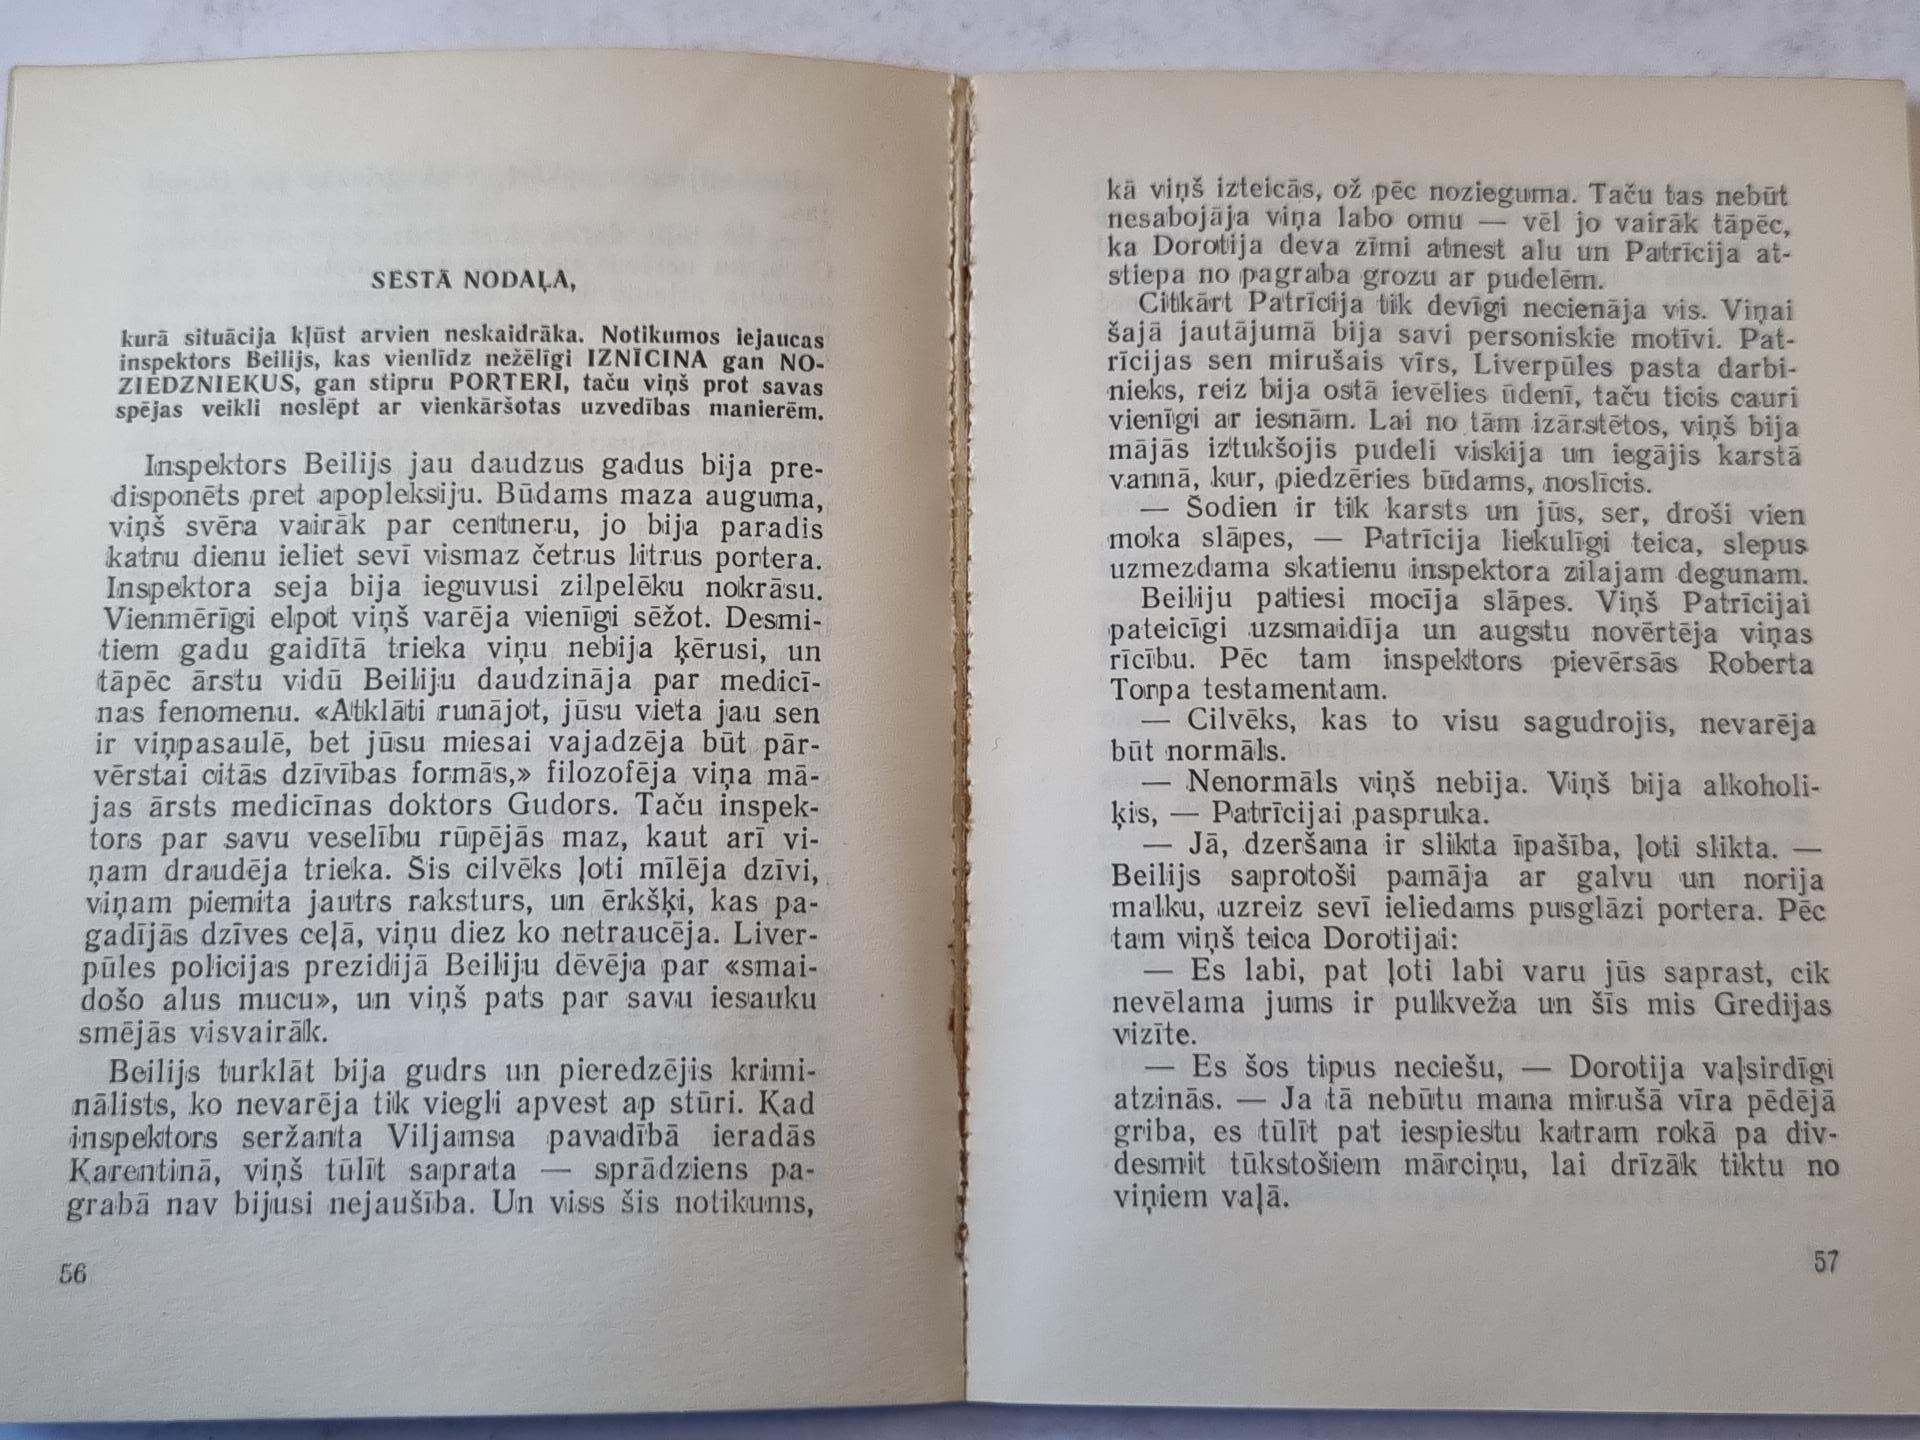 SESTĀ NODAĻA,
kurā situācija kļūst arvien neskaidrāka. Notikumos iejaucas
inspektors Beilijs, kas vienlīdz nežēlīgi IZNĪCINA gan NO-
ZIEDZNIEKUS, gan stipru PORTERI, taču viņš prot savas
spējas veikli noslēpt ar vienkāršotas uzvedības manierēm.
Inspektors Beilijs jau daudzus gadus bija pre-
disponēts pret apopleksiju. Būdams maza auguma,
viņš svēra vairāk par centneru, jo bija paradis
katru dienu ieliet sevī vismaz četrus litrus portera.
Inspektora seja bija ieguvusi zilpelēku nokrāsu.
Vienmērīgi elpot viņš varēja vienīgi sēžot. Desmi-
tiem gadu gaidītā trieka viņu nebija ķērusi, un
tāpēc ārstu vidū Beiliju daudzināja par medicī-
nas fenomenu. «Atklāti runājot, jūsu vieta jau sen
ir viņpasaulē, bet jūsu miesai vajadzēja būt pār-
vērstai citās dzīvības formās,» filozofēja viņa mā-
jas ārsts medicīnas doktors Gudors. Taču inspek-
tors par savu veselību rūpējās maz, kaut arī vi-
ņam draudēja trieka. Šis cilvēks ļoti mīlēja dzīvi,
viņam piemita jautrs raksturs, un ērkšķi, kas pa-
gadījās dzīves ceļā, viņu diez ko netraucēja. Liver-
pūles policijas prezidijā Beiliju dēvēja par «smai-
došo alus mucu», un viņš pats par savu iesauku
smējās visvairāk.
Beilijs turklāt bija gudrs un pieredzējis krimi-
nālists, ko nevarēja tik viegli apvest ap stūri. Kad
inspektors seržanta Viljamsa pavadībā ieradās
Karentinā, viņš tūlīt saprata — sprādziens pa-
grabā nav bijusi nejaušība. Un viss šis notikums,
56
kā viņš izteicās, ož pēc nozieguma. Taču tas nebūt
nesabojāja viņa labo omu — vēl jo vairāk tāpēc,
ka Dorotija deva zīmi atnest alu un Patrīcija at-
stiepa no pagraba grozu ar pudelēm.
Citkārt Patrīcija tik devīgi necienāja vis. Viņai
šajā jautājumā bija savi personiskie motīvi. Pat-
rīcijas sen mirušais vīrs, Liverpūles pasta darbi-
nieks, reiz bija ostā ievēlies ūdenī, taču ticis cauri
vienīgi ar iesnām. Lai no tām izārstētos, viņš bija
mājās iztukšojis pudeli viskija un iegājis karstā
vannā, kur, piedzēries būdams, noslīcis.
— Šodien ir tik karsts un jūs, ser, droši vien
moka slāpes, — Patrīcija liekulīgi teica, slepus
uzmezdama skatienu inspektora zilajam degunam.
Beiliju patiesi mocīja slāpes. Viņš Patrīcijai
pateicīgi uzsmaidīja un augstu novērtēja viņas
rīcību. Pēc tam inspektors pievērsās Roberta
Torpa testamentam.
— Cilvēks, kas to visu sagudrojis, nevarēja
būt normāls.
— Nenormāls viņš nebija. Viņš bija alkoholi-
ķis, — Patrīcijai paspruka.
— Jā, dzeršana ir slikta īpašība, ļoti slikta. —
Beilijs saprotoši pamāja ar galvu un norija
malku, uzreiz sevī ieliedams pusglāzi portera. Pēc
tam viņš teica Dorotijai:
— Es labi, pat ļoti labi varu jūs saprast, cik
nevēlama jums ir pulkveža un šīs mis Gredijas
vizīte.
— Es šos tipus neciešu, — Dorotija vaļsirdīgi
atzinās. — Ja tā nebūtu mana mirušā vīra pēdējā
griba, es tūlīt pat iespiestu katram rokā pa div-
desmit tūkstošiem mārciņu, lai drīzāk tiktu no
viņiem vaļā.
57